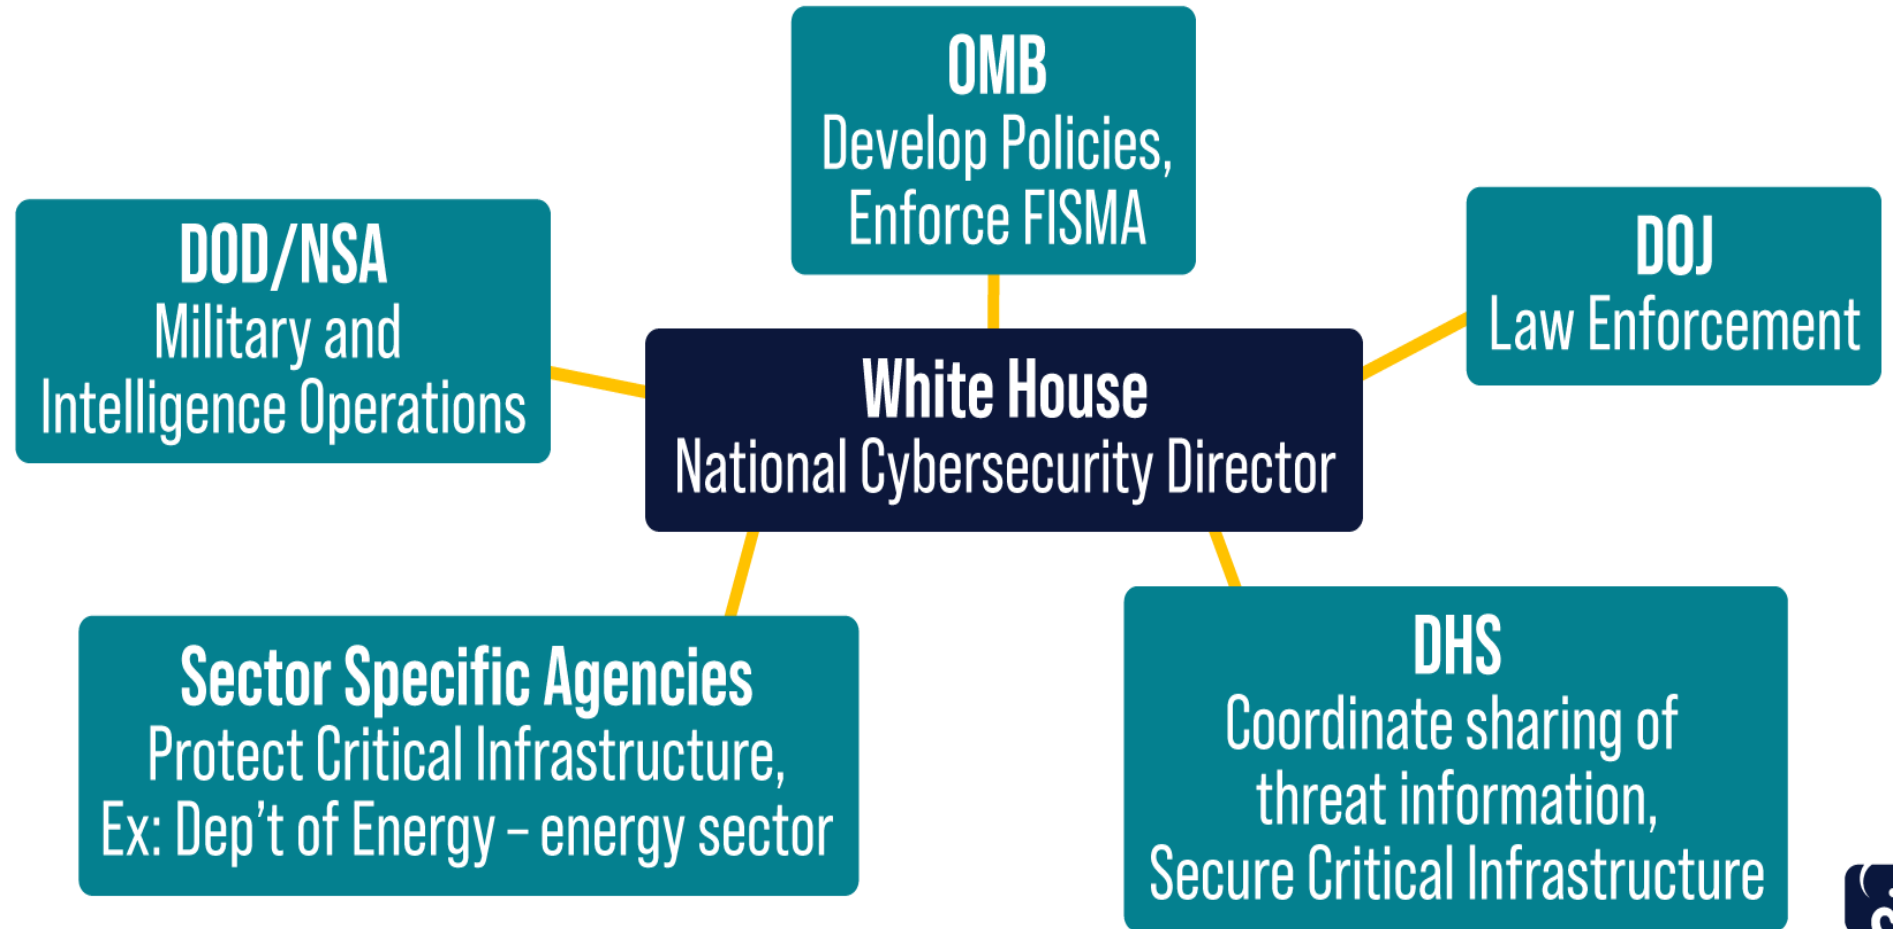 OMB
Develop Policies,
Enforce FISMA
DOD/NSA
Military and
Intelligence Operations
DOJ
Law Enforcement
White House
National Cybersecurity Director
Sector Specific Agencies
Protect Critical Infrastructure,
Ex: Dep’t of Energy – energy sector
DHS
Coordinate sharing of
threat information,
Secure Critical Infrastructure